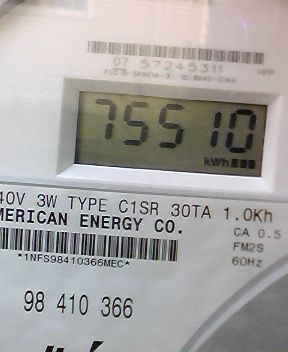 07 57245311
75510
kWh
40V 3W TYPE C1SR 30TA 1.0Kh
MERICAN ENERGY CO.
CA 0.5
FM2S
60Hz
*1NFS98410366MEC*
98 410 366